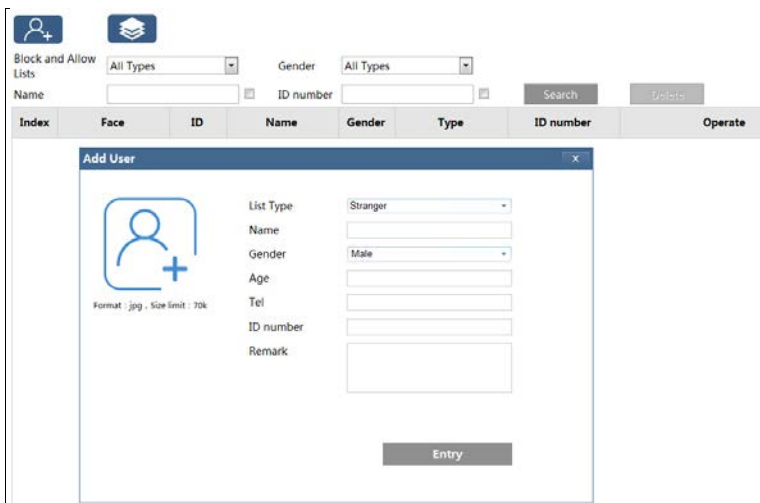 Block and Allow
Lists
All Types
Gender
All Types
Name
ID number
Search
Delete
Index Face ID Name Gender Type ID number Operate
Add User x
List Type Stranger
Name
Gender Male
Age
Format : jpg . Size limit : 70k
Tel
ID number
Remark
Entry